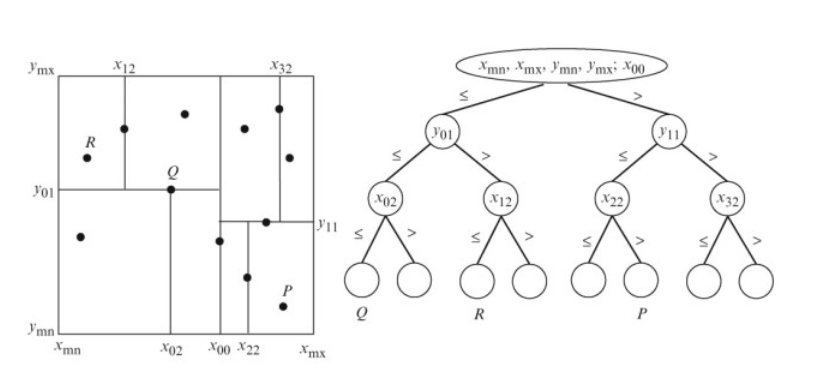 y_mx x_12 x_32
R
Q
y_01
y_11
P
y_mn
x_mn x_02 x_00 x_22 x_mx
x_mn, x_mx, y_mn, y_mx; x_00
≤ >
y_01 y_11
≤ > ≤ >
x_02 x_12 x_22 x_32
≤ > ≤ > ≤ > ≤ >
Q R P